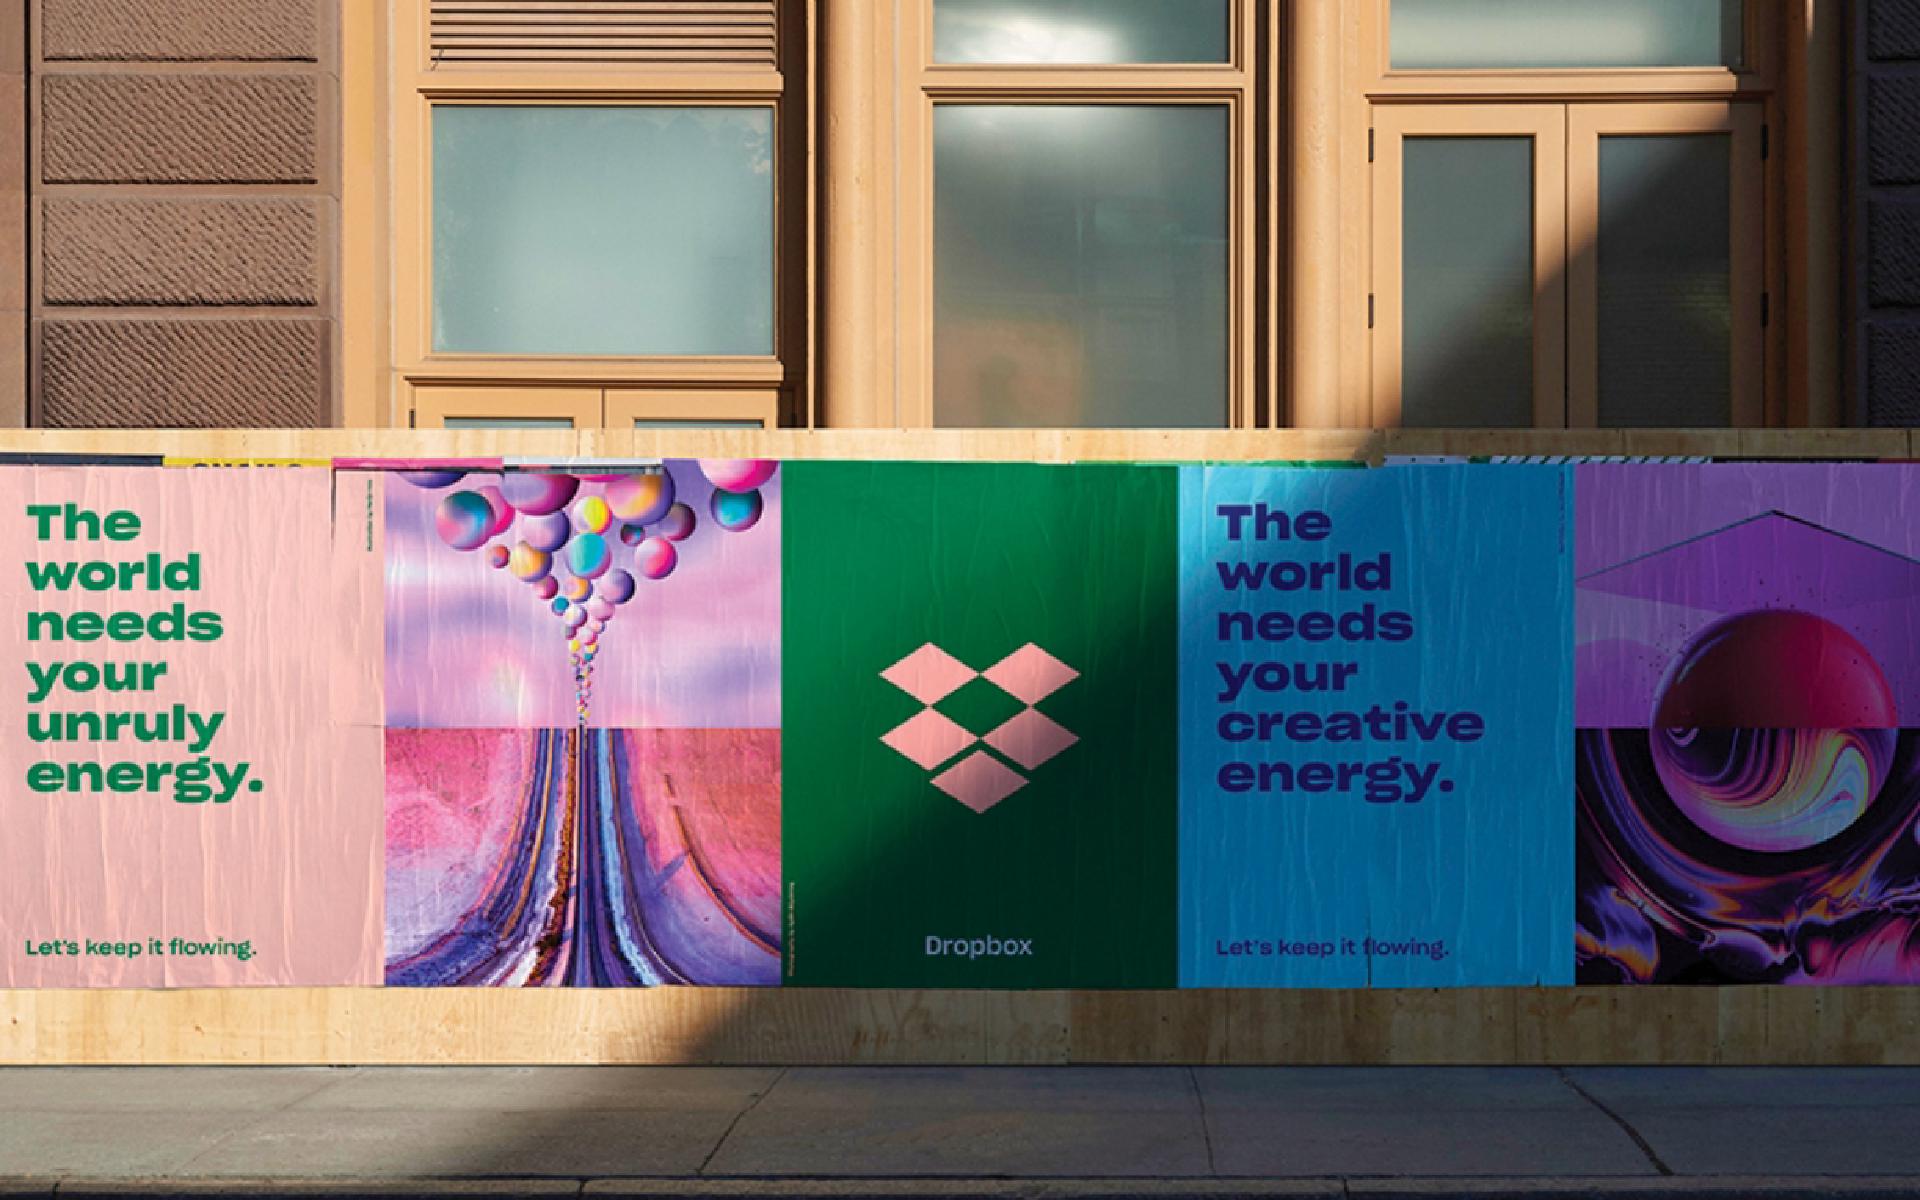 The
world
needs
your
unruly
energy.
Let's keep it flowing.
Dropbox
The
world
needs
your
creative
energy.
Let's keep it flowing.